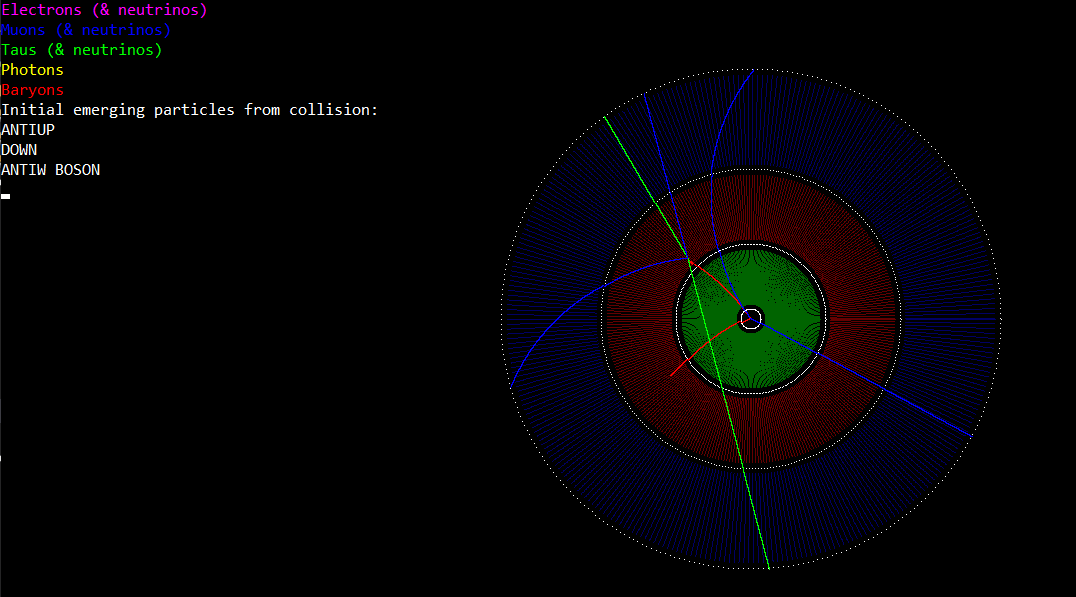 Electrons (& neutrinos)
Muons (& neutrinos)
Taus (& neutrinos)
Photons
Baryons
Initial emerging particles from collision:
ANTIUP
DOWN
ANTIW BOSON